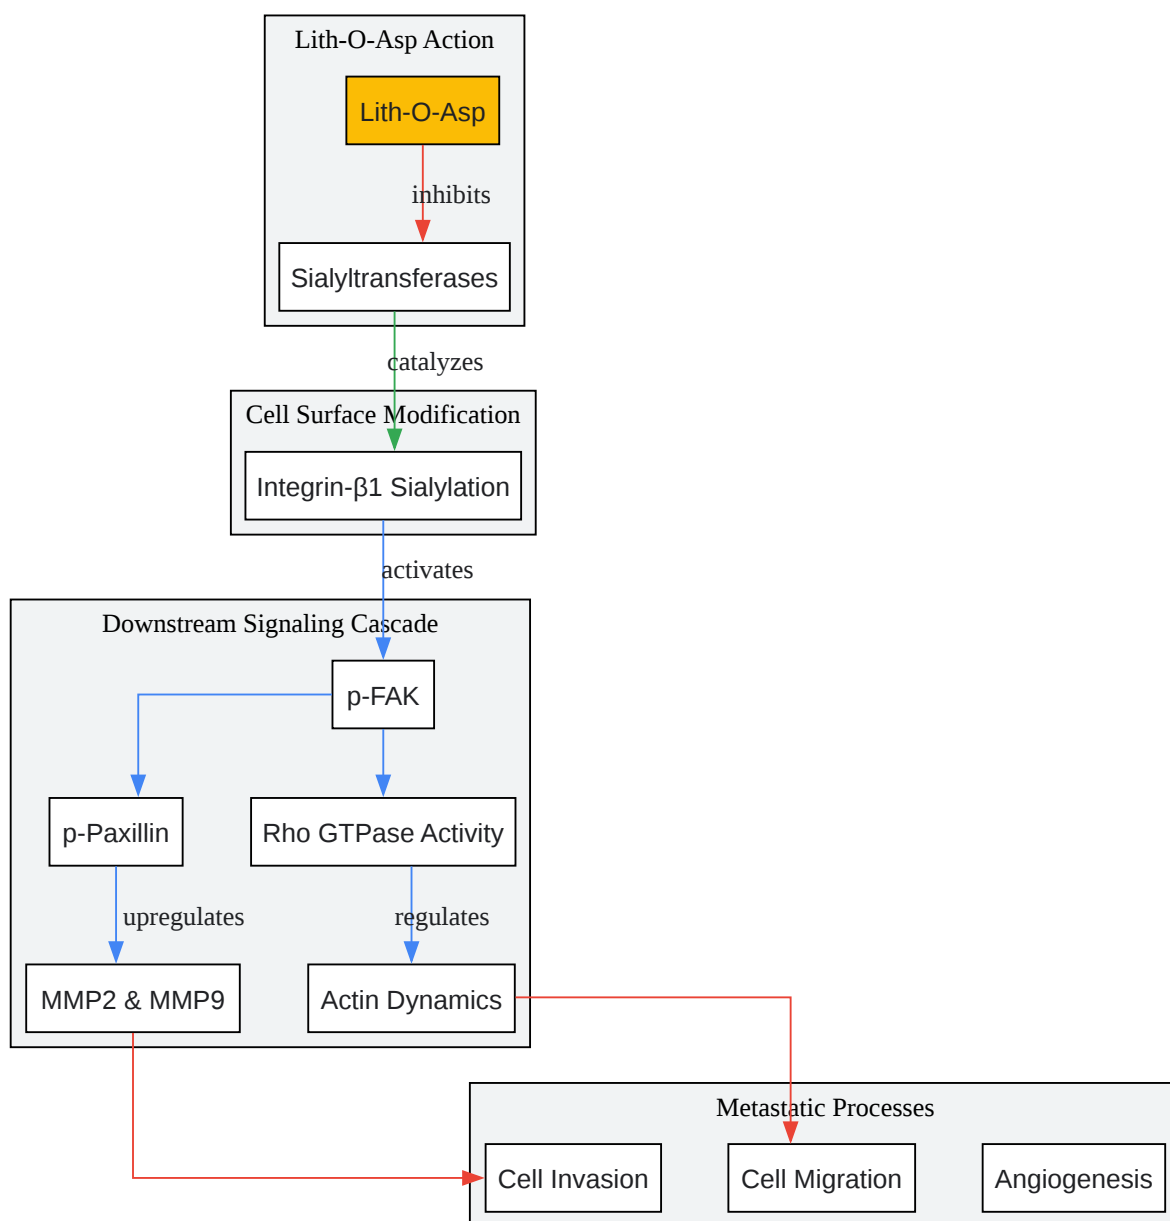 Lith-O-Asp Action
Lith-O-Asp
inhibits
Sialyltransferases
catalyzes
Cell Surface Modification
Integrin-β1 Sialylation
activates
Downstream Signaling Cascade
p-FAK
p-Paxillin
Rho GTPase Activity
upregulates
regulates
MMP2 & MMP9
Actin Dynamics
Metastatic Processes
Cell Invasion
Cell Migration
Angiogenesis